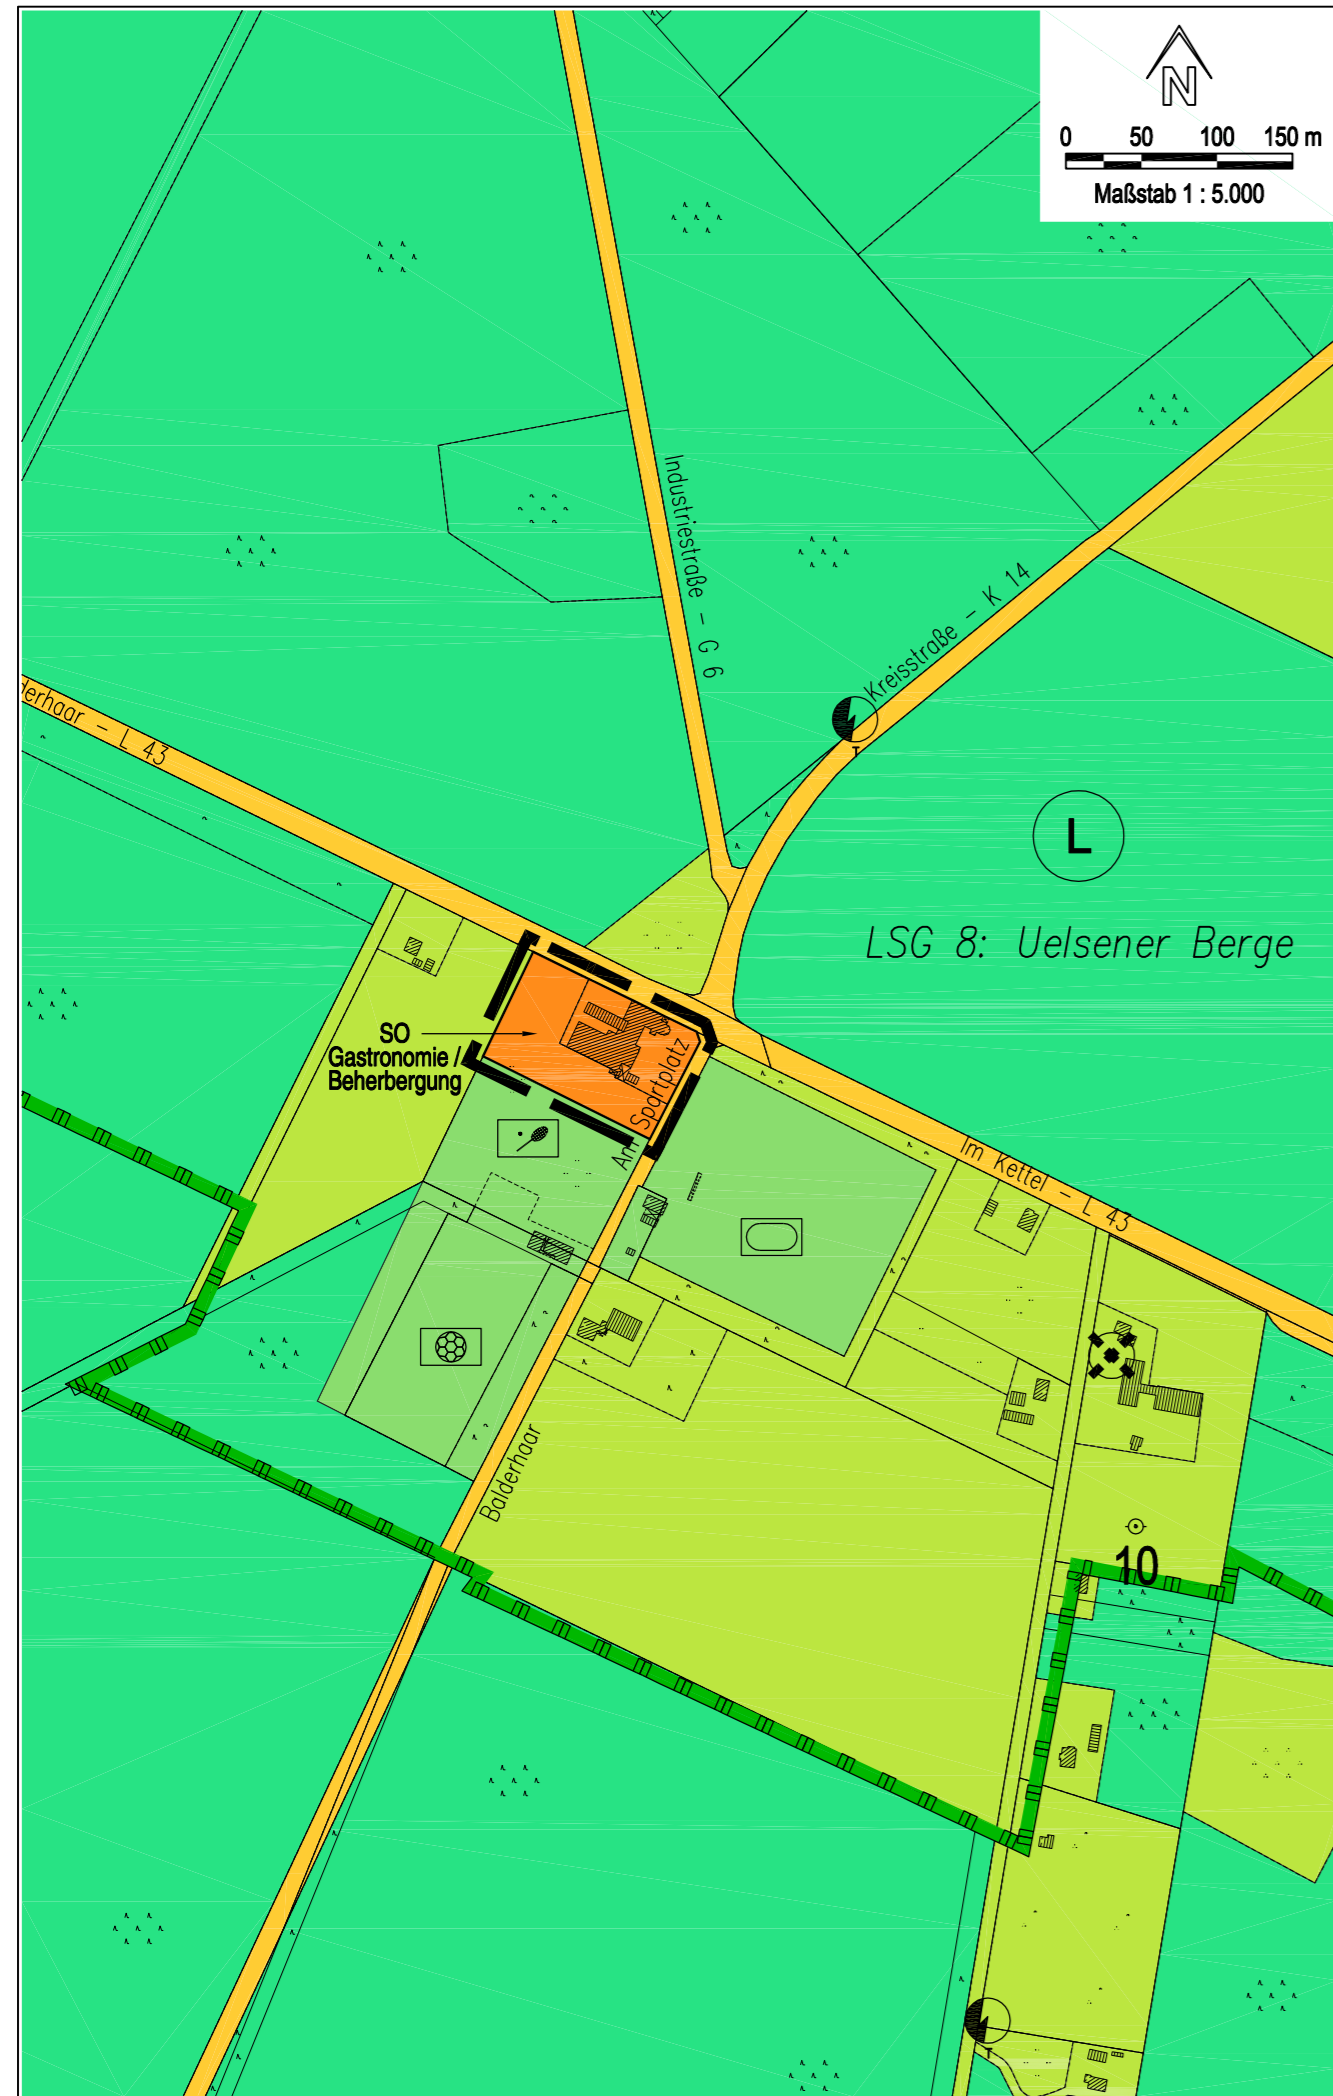 N
0 50 100 150 m
Maßstab 1 : 5.000
Industriestraße - G 6
Kreisstraße - K 14
T
derhaar - L 43
L
LSG 8: Uelsener Berge
SO
Gastronomie /
Beherbergung
Am Sportplatz
Im Kettel - L 43
Balderhaar
10
T